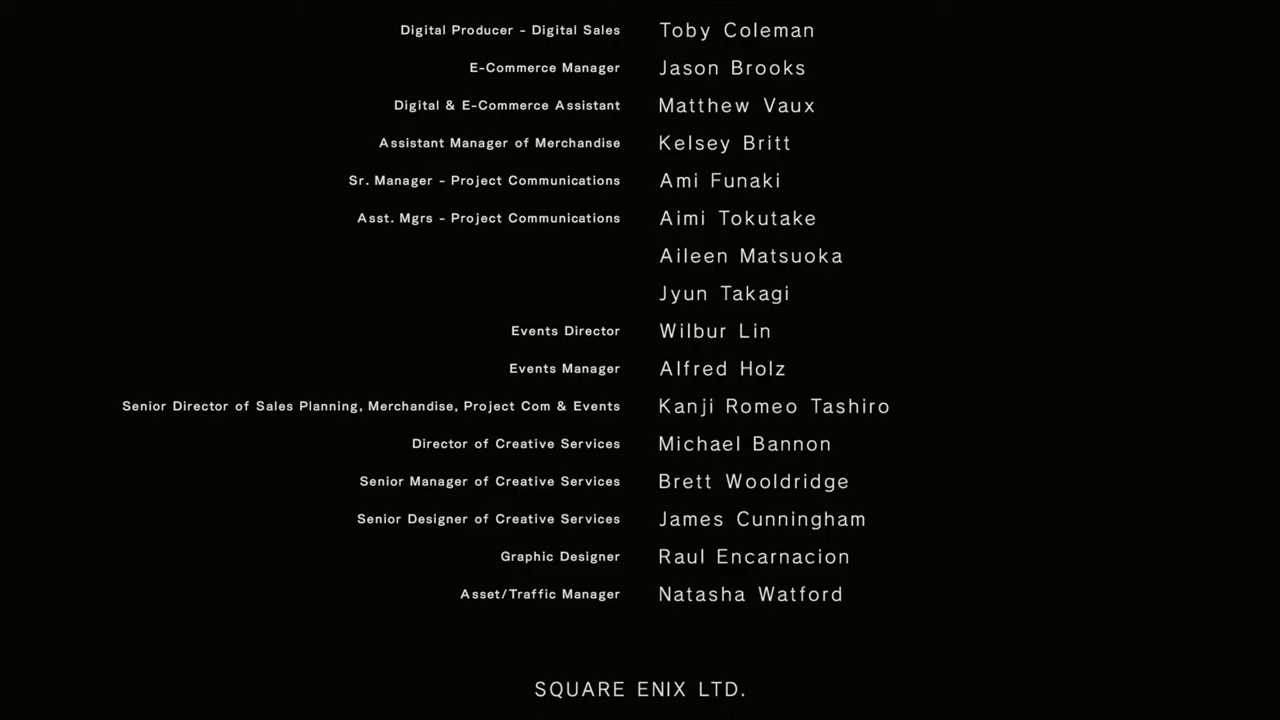 Digital Producer - Digital Sales Toby Coleman
E-Commerce Manager Jason Brooks
Digital & E-Commerce Assistant Matthew Vaux
Assistant Manager of Merchandise Kelsey Britt
Sr. Manager - Project Communications Ami Funaki
Asst. Mgrs - Project Communications Aimi Tokutake
Aileen Matsuoka
Jyun Takagi
Events Director Wilbur Lin
Events Manager Alfred Holz
Senior Director of Sales Planning, Merchandise, Project Com & Events Kanji Romeo Tashiro
Director of Creative Services Michael Bannon
Senior Manager of Creative Services Brett Wooldridge
Senior Designer of Creative Services James Cunningham
Graphic Designer Raul Encarnacion
Asset/Traffic Manager Natasha Watford
SQUARE ENIX LTD.